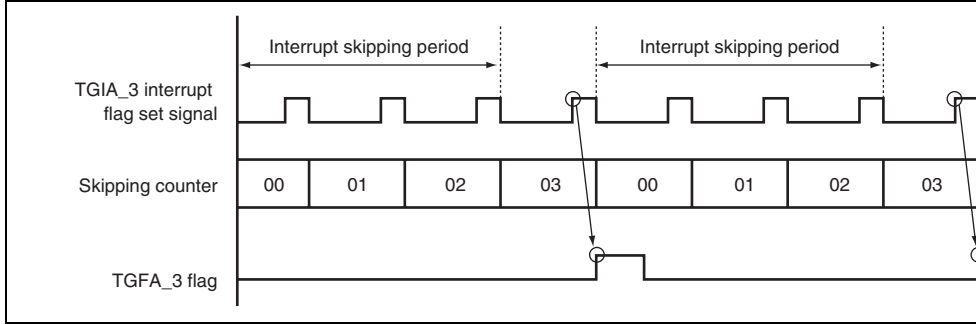 Interrupt skipping period Interrupt skipping period
TGIA_3 interrupt
flag set signal
Skipping counter 00 01 02 03 00 01 02 03
TGFA_3 flag